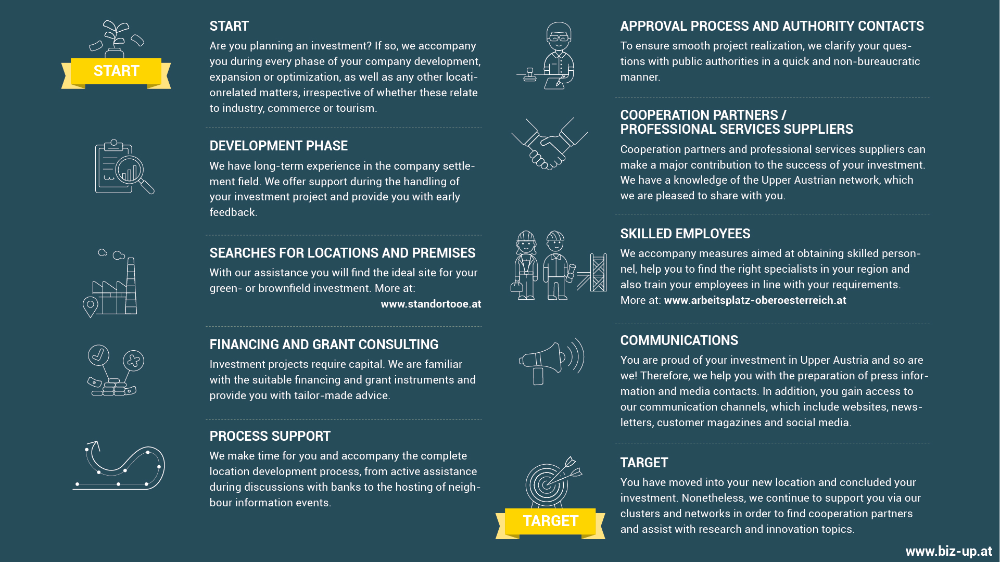 START
START
Are you planning an investment? If so, we accompany
you during every phase of your company development,
expansion or optimization, as well as any other locati-
onrelated matters, irrespective of whether these relate
to industry, commerce or tourism.
DEVELOPMENT PHASE
We have long-term experience in the company settle-
ment field. We offer support during the handling of
your investment project and provide you with early
feedback.
SEARCHES FOR LOCATIONS AND PREMISES
With our assistance you will find the ideal site for your
green- or brownfield investment. More at:
www.standortooe.at
FINANCING AND GRANT CONSULTING
Investment projects require capital. We are familiar
with the suitable financing and grant instruments and
provide you with tailor-made advice.
PROCESS SUPPORT
We make time for you and accompany the complete
location development process, from active assistance
during discussions with banks to the hosting of neigh-
bour information events.
APPROVAL PROCESS AND AUTHORITY CONTACTS
To ensure smooth project realization, we clarify your ques-
tions with public authorities in a quick and non-bureaucratic
manner.
COOPERATION PARTNERS /
PROFESSIONAL SERVICES SUPPLIERS
Cooperation partners and professional services suppliers can
make a major contribution to the success of your investment.
We have a knowledge of the Upper Austrian network, which
we are pleased to share with you.
SKILLED EMPLOYEES
We accompany measures aimed at obtaining skilled person-
nel, help you to find the right specialists in your region and
also train your employees in line with your requirements.
More at: www.arbeitsplatz-oberoesterreich.at
COMMUNICATIONS
You are proud of your investment in Upper Austria and so are
we! Therefore, we help you with the preparation of press infor-
mation and media contacts. In addition, you gain access to
our communication channels, which include websites, news-
letters, customer magazines and social media.
TARGET
TARGET
You have moved into your new location and concluded your
investment. Nonetheless, we continue to support you via our
clusters and networks in order to find cooperation partners
and assist with research and innovation topics.
www.biz-up.at